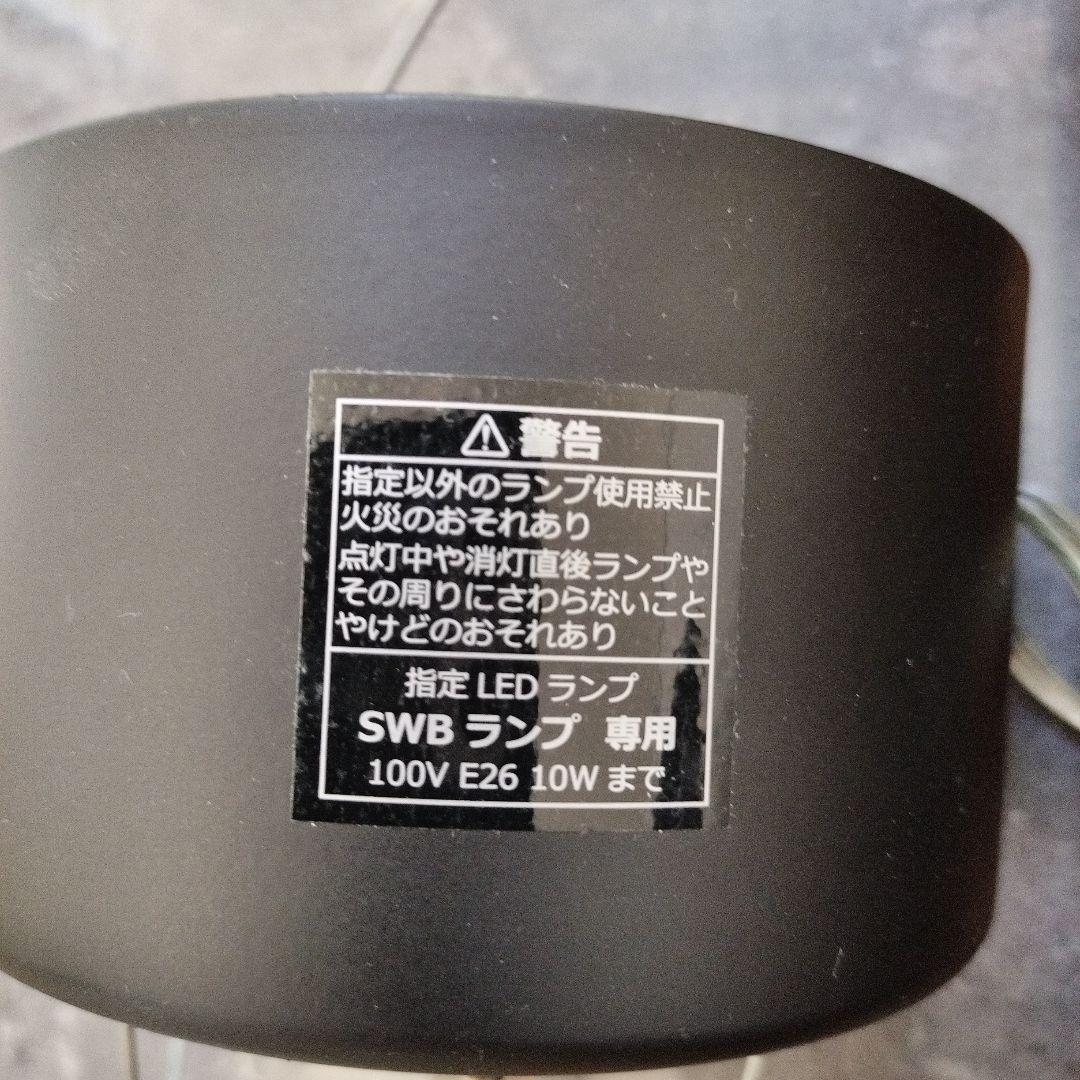 警告
指定以外のランプ使用禁止
火災のおそれあり
点灯中や消灯直後ランプや
その周りにさわらないこと
やけどのおそれあり
指定 LED ランプ
SWB ランプ 専用
100V E26 10W まで